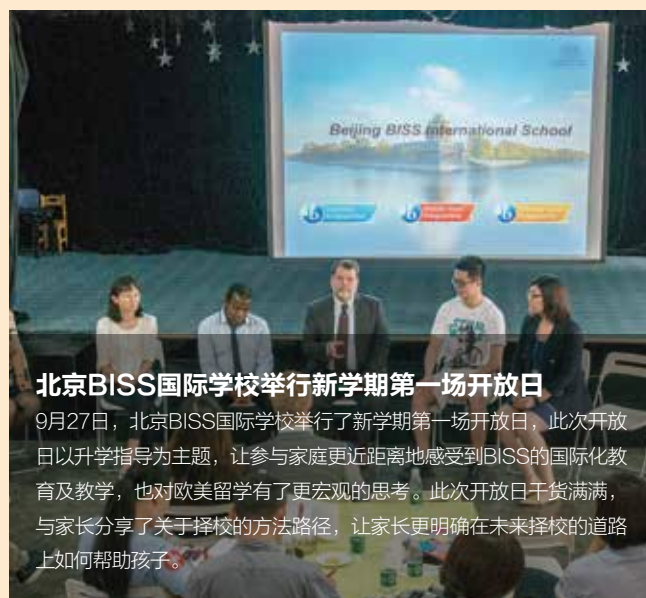 Beijing BISS International School
北京BISS国际学校举行新学期第一场开放日
9月27日，北京BISS国际学校举行了新学期第一场开放日，此次开放
日以升学指导为主题，让参与家庭更近距离地感受到BISS的国际化教
育及教学，也对欧美留学有了更宏观的思考。此次开放日干货满满，
与家长分享了关于择校的方法路径，让家长更明确在未来择校的道路
上如何帮助孩子。